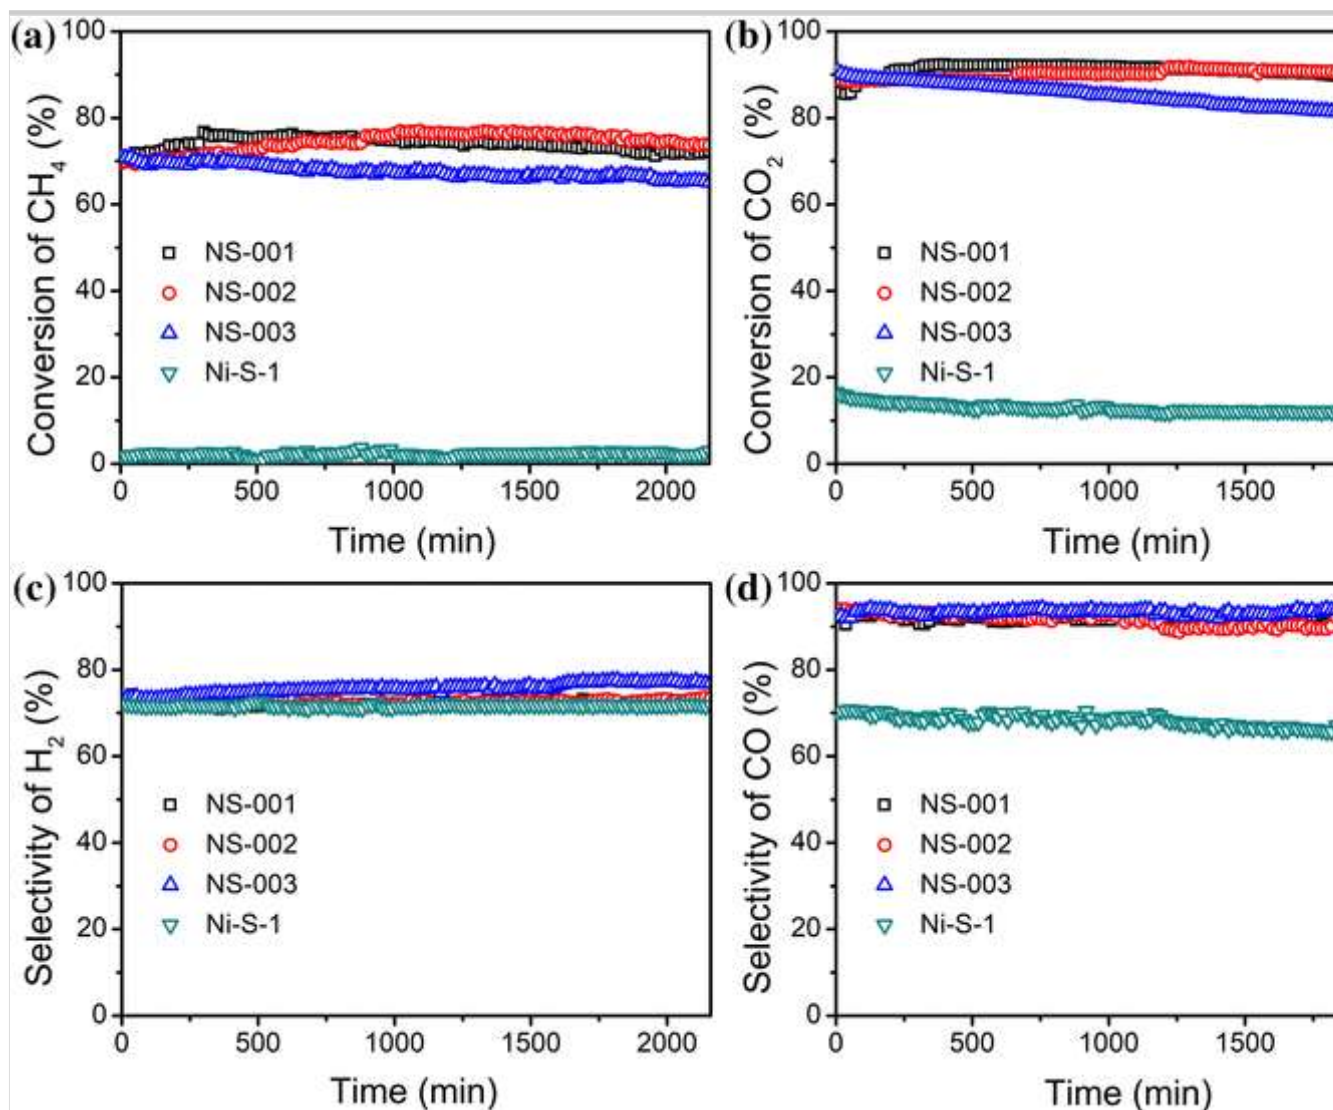 (a)
100
80
60
40
20
0
Conversion of CH4 (%)
NS-001
NS-002
NS-003
Ni-S-1
0 500 1000 1500 2000
Time (min)
(b)
100
80
60
40
20
0
Conversion of CO2 (%)
NS-001
NS-002
NS-003
Ni-S-1
0 500 1000 1500
Time (min)
(c)
100
80
60
40
20
0
Selectivity of H2 (%)
NS-001
NS-002
NS-003
Ni-S-1
0 500 1000 1500 2000
Time (min)
(d)
100
80
60
40
20
0
Selectivity of CO (%)
NS-001
NS-002
NS-003
Ni-S-1
0 500 1000 1500
Time (min)